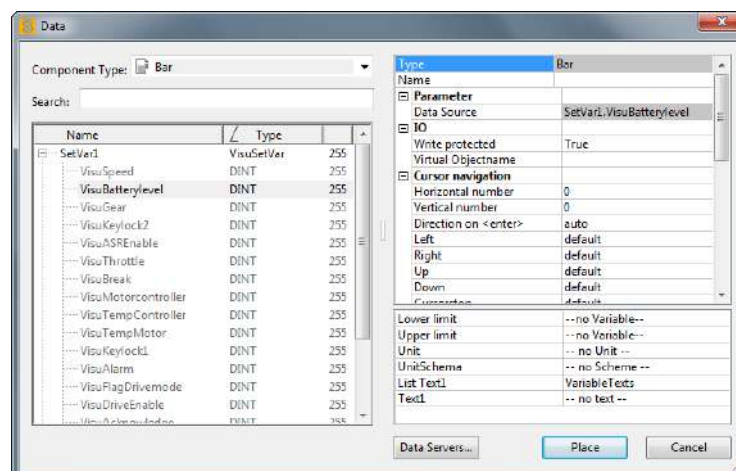 Data
Component Type: Bar
Search:
Name Type
SetVar1 VisuSetVar 255
VisuSpeed DINT 255
VisuBatterylevel DINT 255
VisuGear DINT 255
VisuKeylock2 DINT 255
VisuASREnable DINT 255
VisuThrottle DINT 255
VisuBreak DINT 255
VisuMotorcontroller DINT 255
VisuTempController DINT 255
VisuTempMotor DINT 255
VisuKeylock1 DINT 255
VisuAlarm DINT 255
VisuFlagDrivemode DINT 255
VisuDriveEnable DINT 255
VisuAcknowledge DINT 255
Type Bar
Name
Parameter
Data Source SetVar1.VisuBatterylevel
IO
Write protected True
Virtual Objectname
Cursor navigation
Horizontal number 0
Vertical number 0
Direction on <enter> auto
Left default
Right default
Up default
Down default
Cursorstop default
Lower limit --no Variable--
Upper limit --no Variable--
Unit -- no Unit --
UnitSchema -- no Scheme --
List Text1 VariableTexts
Text1 -- no text --
Data Servers... Place Cancel